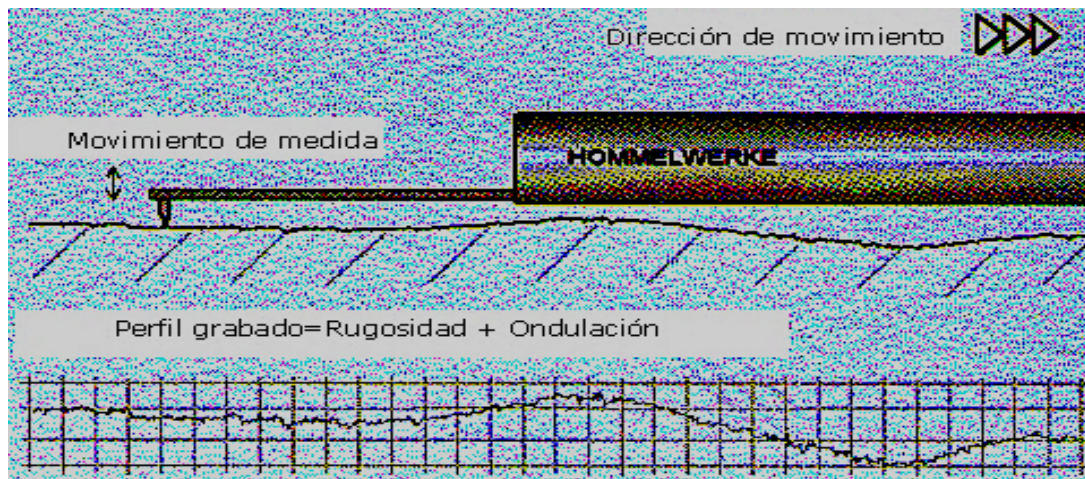 Dirección de movimiento
Movimiento de medida
HOMMELWERKE
Perfil grabado=Rugosidad + Ondulación